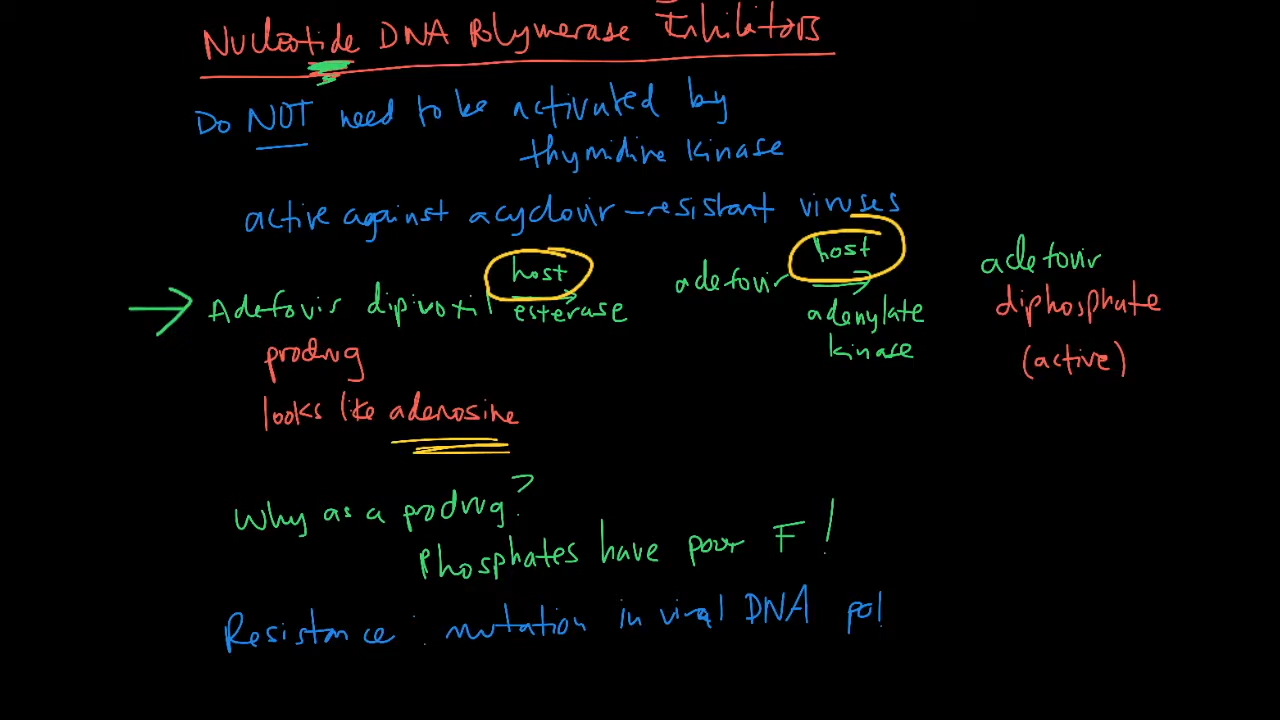 Nucleotide DNA Polymerase Inhibitors
Do NOT need to be activated by
thymidine kinase
active against acyclovir-resistant viruses
Adefovir dipivoxil host esterase adefovir host adenylate kinase adefovir diphosphate (active)
prodrug
looks like adenosine
Why as a prodrug?
Phosphates have poor F!
Resistance: mutation in viral DNA pol